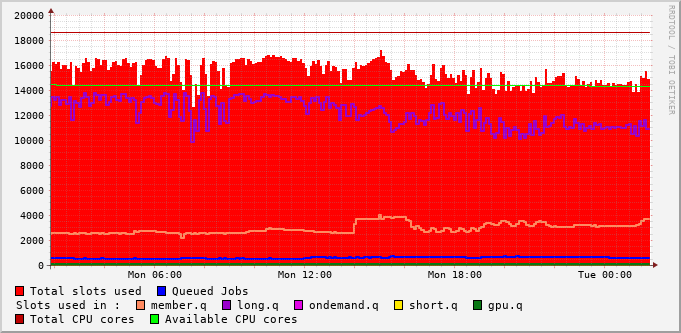 20000
18000
16000
14000
12000
10000
8000
6000
4000
2000
0
Mon 06:00 Mon 12:00 Mon 18:00 Tue 00:00
RRDTOOL / TOBI OETIKER
Total slots used Queued Jobs
Slots used in : member.q long.q ondemand.q short.q gpu.q
Total CPU cores Available CPU cores